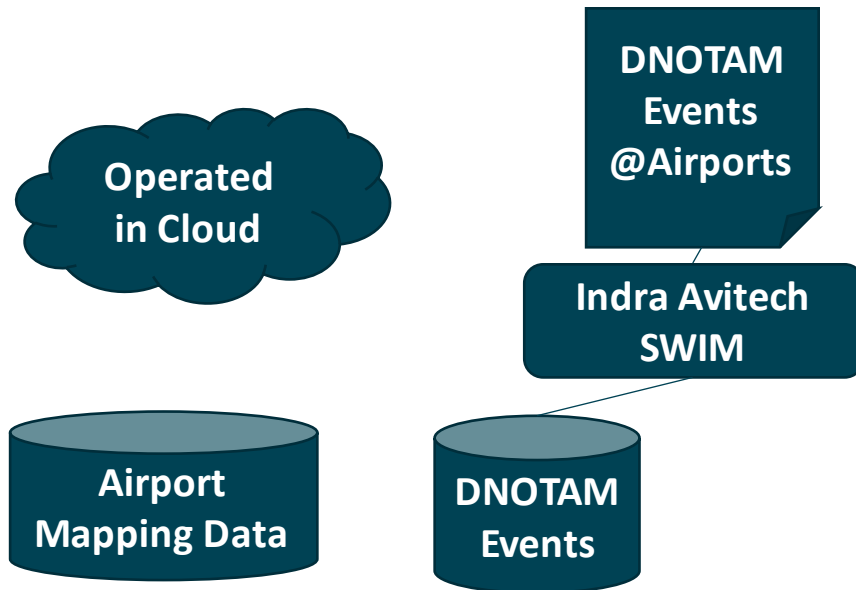 DNOTAM
Events
@Airports
Operated
in Cloud
Indra Avitech
SWIM
Airport
Mapping Data
DNOTAM
Events